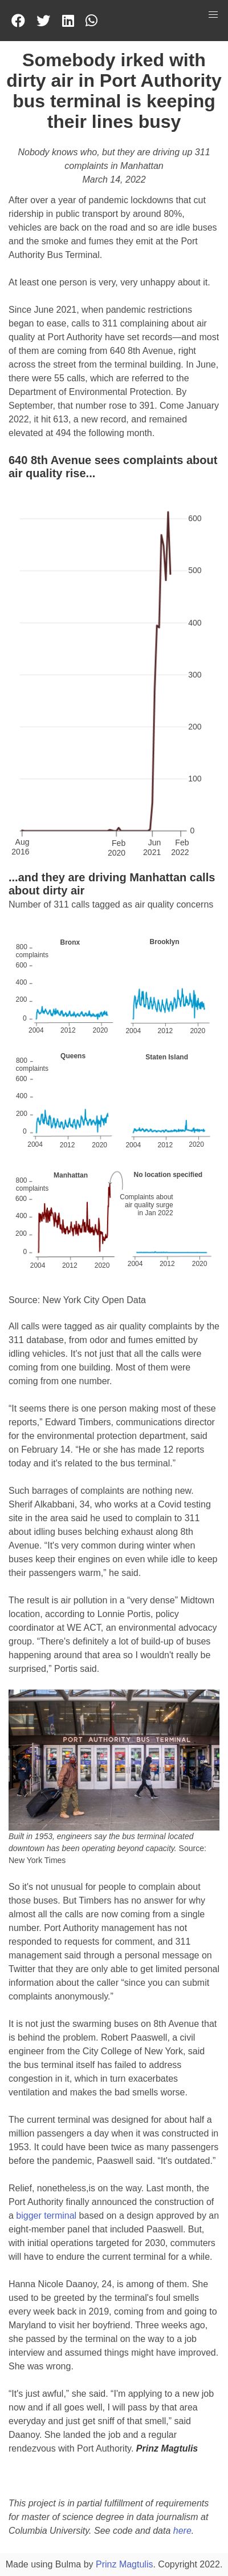 Somebody irked with
dirty air in Port Authority
bus terminal is keeping
their lines busy
Nobody knows who, but they are driving up 311
complaints in Manhattan
March 14, 2022
After over a year of pandemic lockdowns that cut
ridership in public transport by around 80%,
vehicles are back on the road and so are idle buses
and the smoke and fumes they emit at the Port
Authority Bus Terminal.
At least one person is very, very unhappy about it.
Since June 2021, when pandemic restrictions
began to ease, calls to 311 complaining about air
quality at Port Authority have set records—and most
of them are coming from 640 8th Avenue, right
across the street from the terminal building. In June,
there were 55 calls, which are referred to the
Department of Environmental Protection. By
September, that number rose to 391. Come January
2022, it hit 613, a new record, and remained
elevated at 494 the following month.
640 8th Avenue sees complaints about
air quality rise...
600
500
400
300
200
100
0
Aug
2016
Feb
2020
Jun
2021
Feb
2022
...and they are driving Manhattan calls
about dirty air
Number of 311 calls tagged as air quality concerns
Bronx
800
complaints
600
400
200
0
2004 2012 2020
Brooklyn
2004 2012 2020
Queens
800
complaints
600
400
200
0
2004 2012 2020
Staten Island
2004 2012 2020
Manhattan
800
complaints
600
400
200
0
2004 2012 2020
No location specified
Complaints about
air quality surge
in Jan 2022
2004 2012 2020
Source: New York City Open Data
All calls were tagged as air quality complaints by the
311 database, from odor and fumes emitted by
idling vehicles. It's not just that all the calls were
coming from one building. Most of them were
coming from one number.
“It seems there is one person making most of these
reports,” Edward Timbers, communications director
for the environmental protection department, said
on February 14. “He or she has made 12 reports
today and it's related to the bus terminal.”
Such barrages of complaints are nothing new.
Sherif Alkabbani, 34, who works at a Covid testing
site in the area said he used to complain to 311
about idling buses belching exhaust along 8th
Avenue. “It's very common during winter when
buses keep their engines on even while idle to keep
their passengers warm,” he said.
The result is air pollution in a “very dense” Midtown
location, according to Lonnie Portis, policy
coordinator at WE ACT, an environmental advocacy
group. “There's definitely a lot of build-up of buses
happening around that area so I wouldn't really be
surprised,” Portis said.
PORT AUTHORITY BUS TERMINAL
Built in 1953, engineers say the bus terminal located
downtown has been operating beyond capacity. Source:
New York Times
So it's not unusual for people to complain about
those buses. But Timbers has no answer for why
almost all the calls are now coming from a single
number. Port Authority management has not
responded to requests for comment, and 311
management said through a personal message on
Twitter that they are only able to get limited personal
information about the caller “since you can submit
complaints anonymously.”
It is not just the swarming buses on 8th Avenue that
is behind the problem. Robert Paaswell, a civil
engineer from the City College of New York, said
the bus terminal itself has failed to address
congestion in it, which in turn exacerbates
ventilation and makes the bad smells worse.
The current terminal was designed for about half a
million passengers a day when it was constructed in
1953. It could have been twice as many passengers
before the pandemic, Paaswell said. “It's outdated.”
Relief, nonetheless,is on the way. Last month, the
Port Authority finally announced the construction of
a bigger terminal based on a design approved by an
eight-member panel that included Paaswell. But,
with initial operations targeted for 2030, commuters
will have to endure the current terminal for a while.
Hanna Nicole Daanoy, 24, is among of them. She
used to be greeted by the terminal's foul smells
every week back in 2019, coming from and going to
Maryland to visit her boyfriend. Three weeks ago,
she passed by the terminal on the way to a job
interview and assumed things might have improved.
She was wrong.
“It's just awful,” she said. “I'm applying to a new job
now and if all goes well, I will pass by that area
everyday and just get sniff of that smell,” said
Daanoy. She landed the job and a regular
rendezvous with Port Authority. Prinz Magtulis
This project is in partial fulfillment of requirements
for master of science degree in data journalism at
Columbia University. See code and data here.
Made using Bulma by Prinz Magtulis. Copyright 2022.